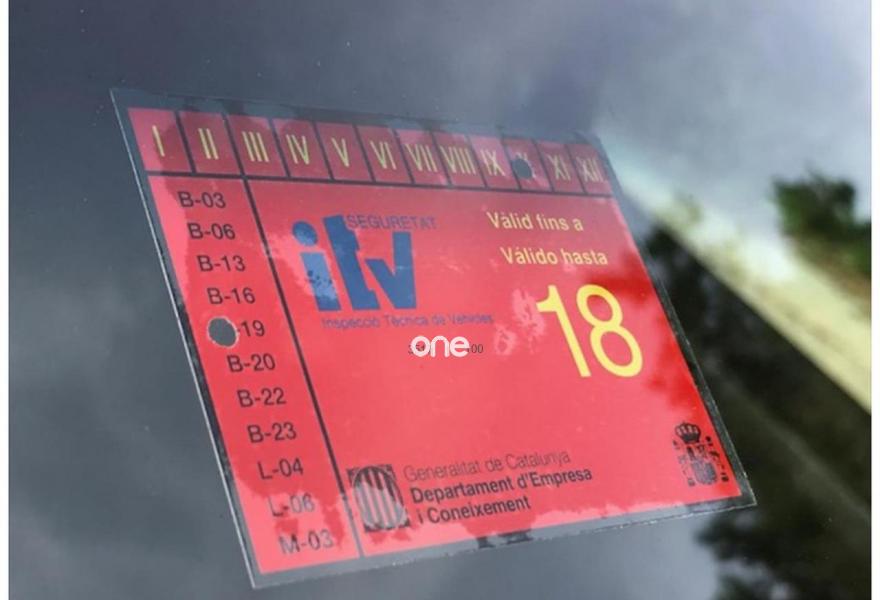 I II III IV V VI VII VIII IX XI XII
B-03
B-06
B-13
B-16
-19
B-20
B-22
B-23
L-04
L-06
M-03
SEGURETAT
itv
Inspecció Tècnica de Vehicles
Vàlid fins a
Válido hasta
18
one
Generalitat de Catalunya
Departament d'Empresa
i Coneixement